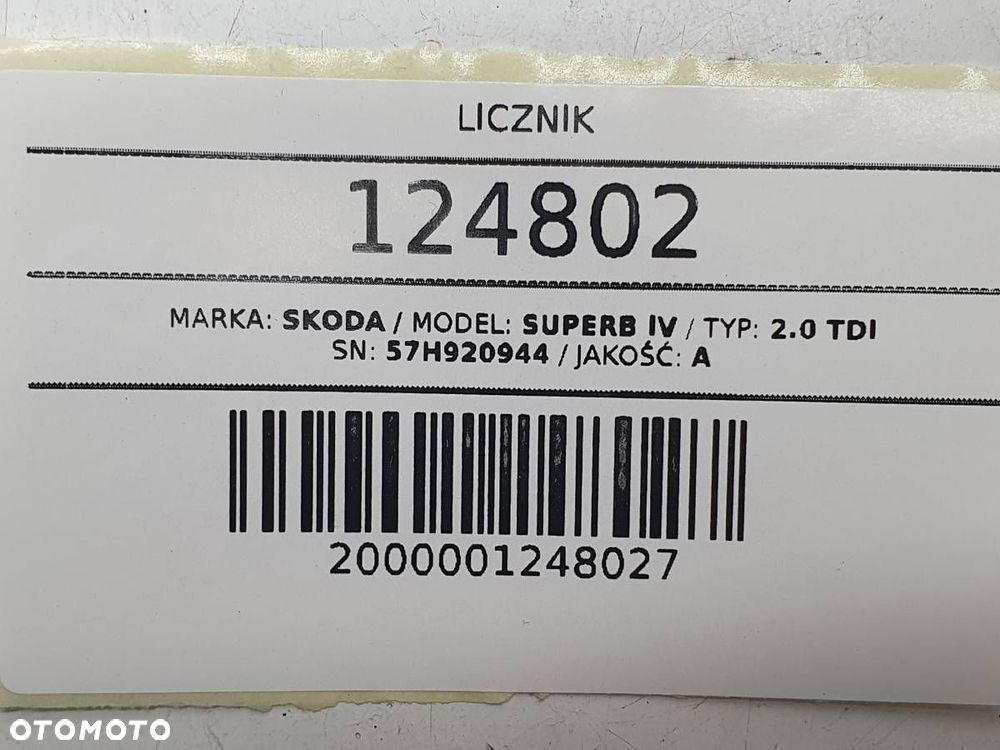 LICZNIK
124802
MARKA: SKODA / MODEL: SUPERB IV / TYP: 2.0 TDI
SN: 57H920944 / JAKOŚĆ: A
2000001248027
OTOMOTO